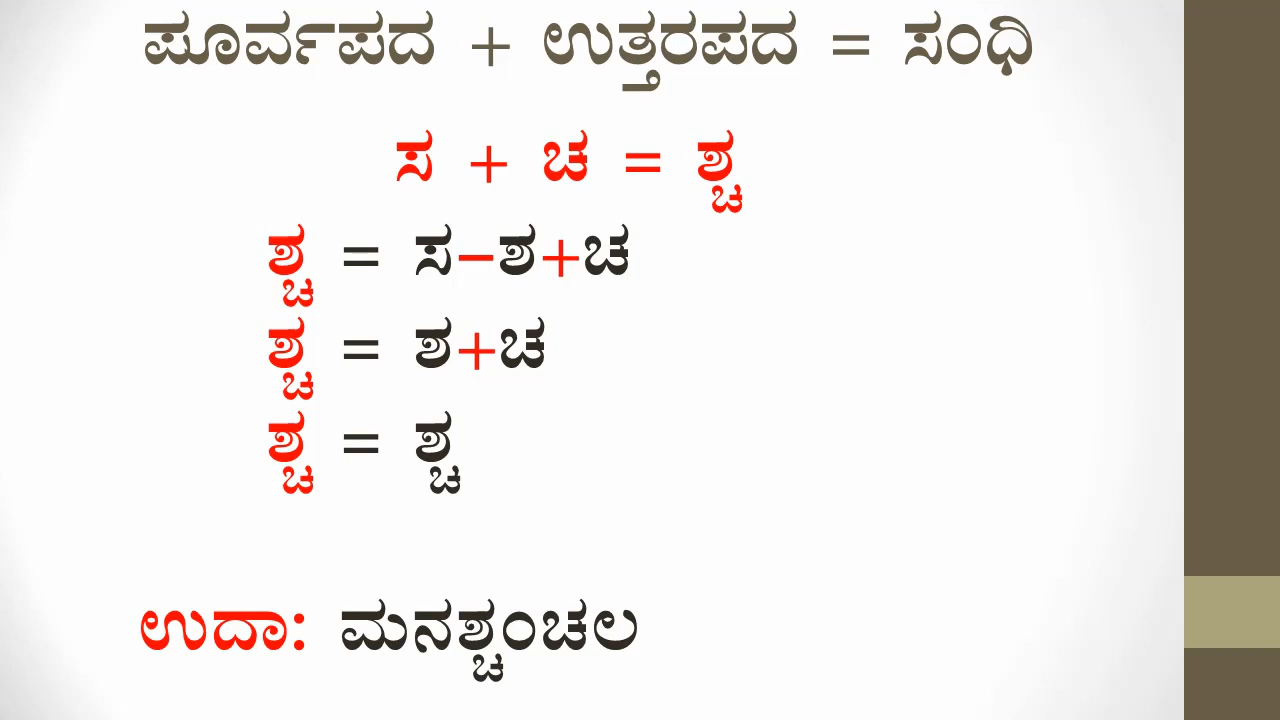 ಪೂರ್ವಪದ + ಉತ್ತರಪದ = ಸಂಧಿ
ಸ + ಚ = ಶ್ಚ
ಶ್ಚ = ಸ–ಶ+ಚ
ಶ್ಚ = ಶ+ಚ
ಶ್ಚ = ಶ್ಚ
ಉದಾ: ಮನಶ್ಚಂಚಲ